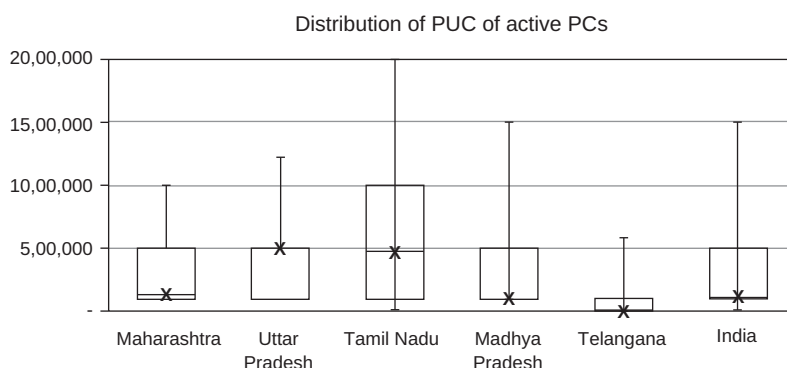 Distribution of PUC of active PCs
20,00,000
15,00,000
10,00,000
5,00,000
-
Maharashtra
Uttar
Pradesh
Tamil Nadu
Madhya
Pradesh
Telangana
India